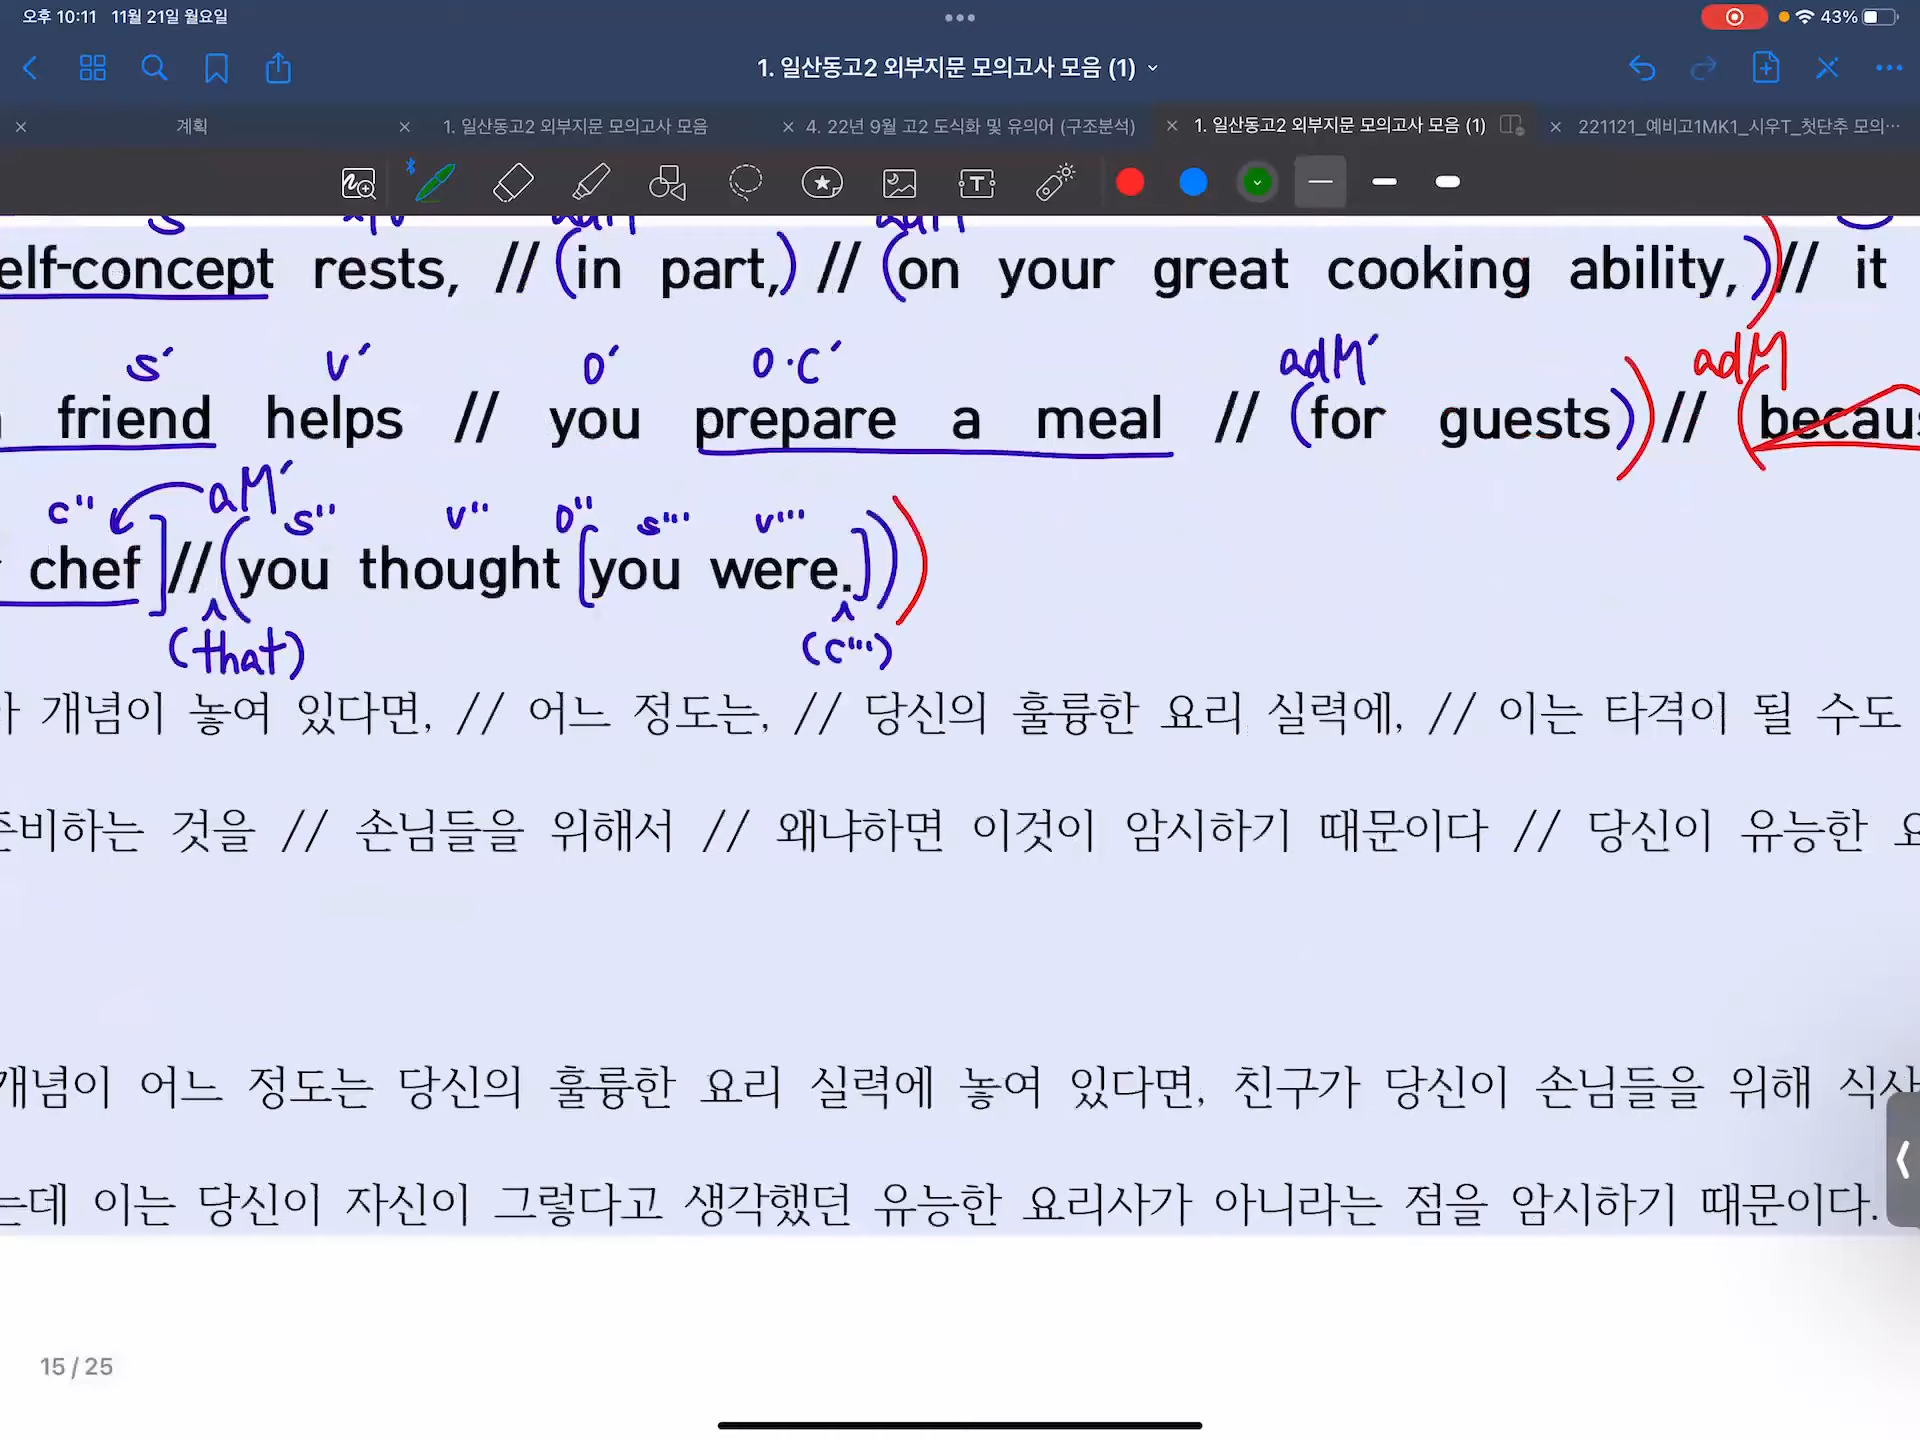 오후 10:11 11월 21일 월요일
43%
1. 일산동고2 외부지문 모의고사 모음 (1)
계획
1. 일산동고2 외부지문 모의고사 모음
4. 22년 9월 고2 도식화 및 유의어 (구조분석)
1. 일산동고2 외부지문 모의고사 모음 (1)
221121_예비고1MK1_시우T_첫단추 모의…
elf-concept rests, // (in part,) // (on your great cooking ability,) // it
s' v' o' o·c' adM' adM
friend helps // you prepare a meal // (for guests)) // (becaus
c'' aM' s'' v'' o'' s''' v'''
chef] // (you thought [you were.]))
(that) (c''')
개념이 놓여 있다면, // 어느 정도는, // 당신의 훌륭한 요리 실력에, // 이는 타격이 될 수도
준비하는 것을 // 손님들을 위해서 // 왜냐하면 이것이 암시하기 때문이다 // 당신이 유능한
개념이 어느 정도는 당신의 훌륭한 요리 실력에 놓여 있다면, 친구가 당신이 손님들을 위해 식사
는데 이는 당신이 자신이 그렇다고 생각했던 유능한 요리사가 아니라는 점을 암시하기 때문이다.
15 / 25